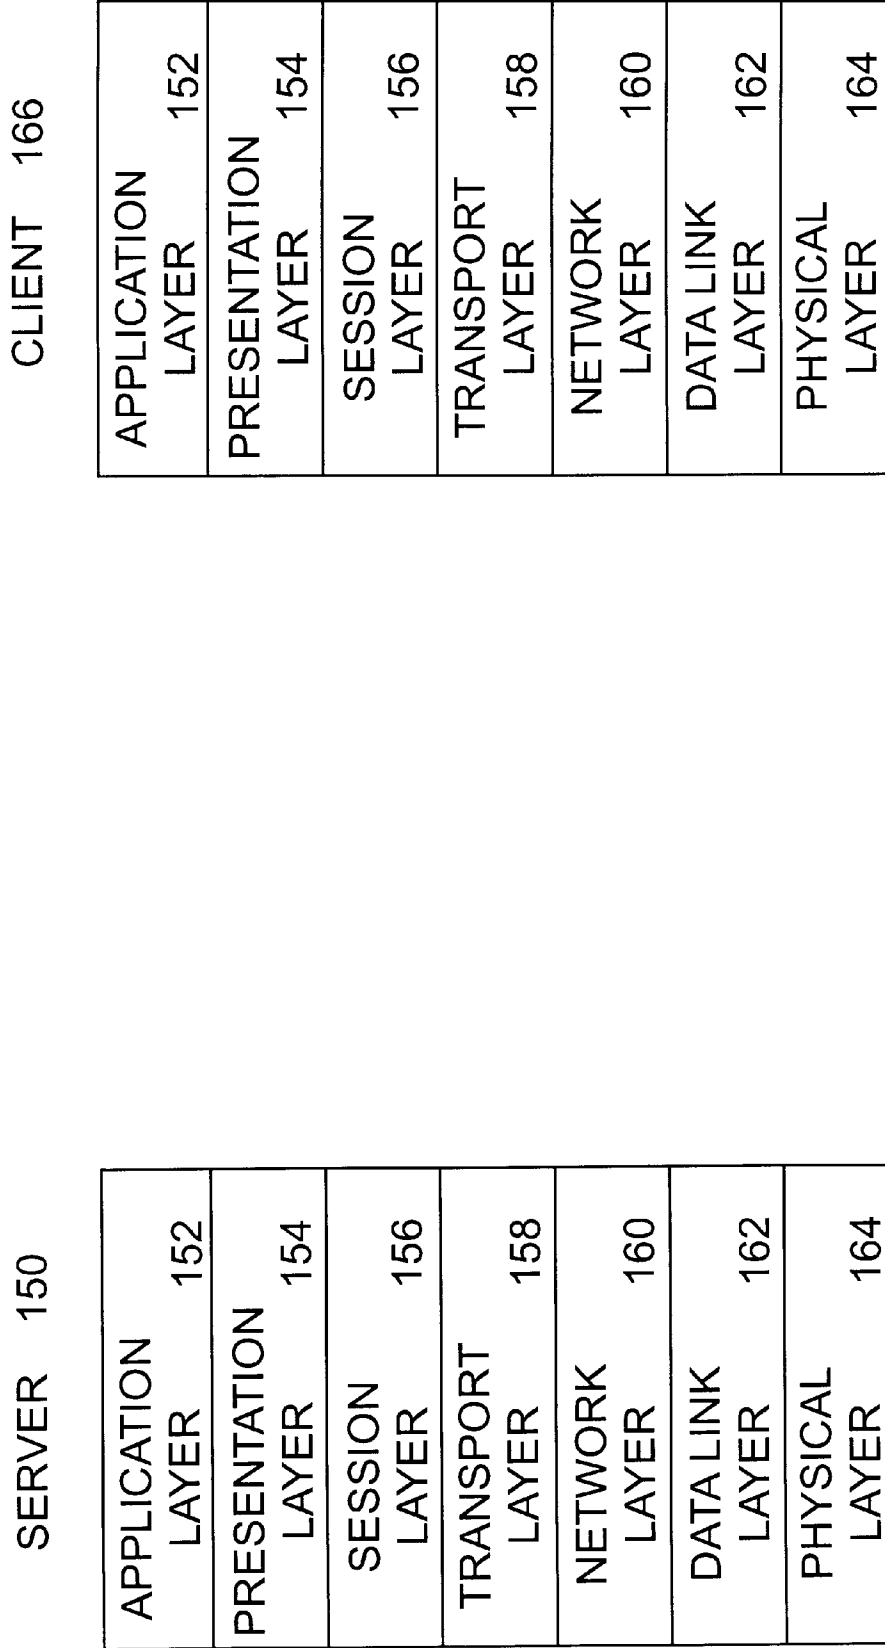 SERVER 150
APPLICATION
LAYER 152
PRESENTATION
LAYER 154
SESSION
LAYER 156
TRANSPORT
LAYER 158
NETWORK
LAYER 160
DATA LINK
LAYER 162
PHYSICAL
LAYER 164
CLIENT 166
APPLICATION
LAYER 152
PRESENTATION
LAYER 154
SESSION
LAYER 156
TRANSPORT
LAYER 158
NETWORK
LAYER 160
DATA LINK
LAYER 162
PHYSICAL
LAYER 164